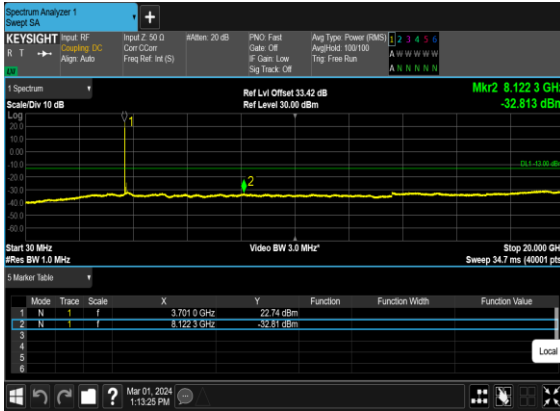 Spectrum Analyzer 1
Swept SA
+
KEYSIGHT Input: RF Input Z: 50 Ω #Atten: 20 dB PNO: Fast Avg Type: Power (RMS) 1 2 3 4 5 6
R T Coupling: DC Corr CCorr Gate: Off Avg|Hold: 100/100 A W W W W W
Align: Auto Freq Ref: Int (S) IF Gain: Low Trig: Free Run
Sig Track: Off A N N N N N
1 Spectrum Ref Lvl Offset 33.42 dB Mkr2 8.122 3 GHz
Scale/Div 10 dB Ref Level 30.00 dBm -32.813 dBm
Log
20.0
10.0
0.00
-10.0
-20.0
-30.0
-40.0
-50.0
-60.0
1
2
DL1 -13.00 dBm
Start 30 MHz Video BW 3.0 MHz* Stop 20.000 GHz
#Res BW 1.0 MHz Sweep 34.7 ms (40001 pts)
5 Marker Table
Mode Trace Scale X Y Function Function Width Function Value
1 N 1 f 3.701 0 GHz 22.74 dBm
2 N 1 f 8.122 3 GHz -32.81 dBm
3
4
5
6
Local
? Mar 01, 2024
1:13:25 PM